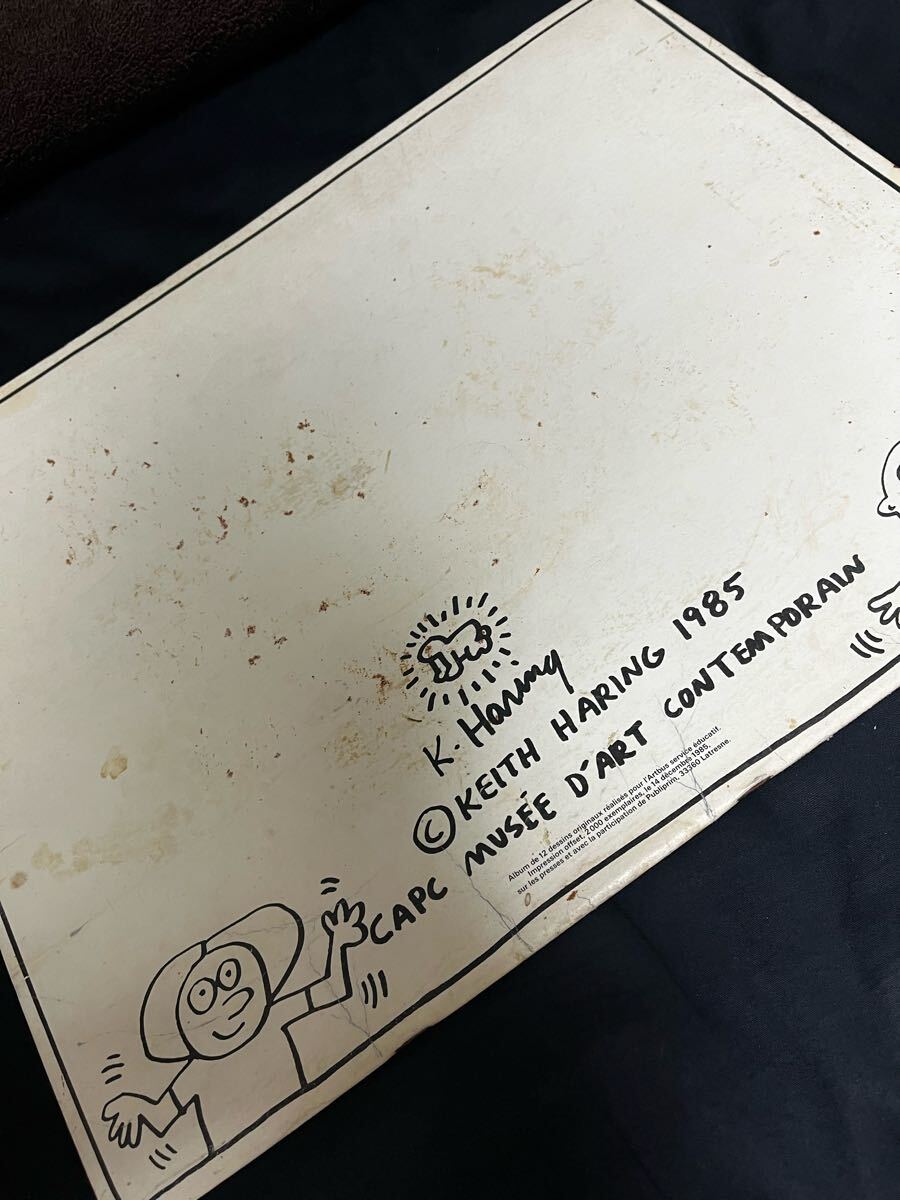 K. Haring
© KEITH HARING 1985
CAPC MUSÉE D'ART CONTEMPORAIN
Album de 12 dessins originaux réalisés pour l'Artbus service éducatif.
Impression offset, 2000 exemplaires, le 14 décembre 1985,
sur les presses et avec la participation de Publiprim, 33360 Latresne.